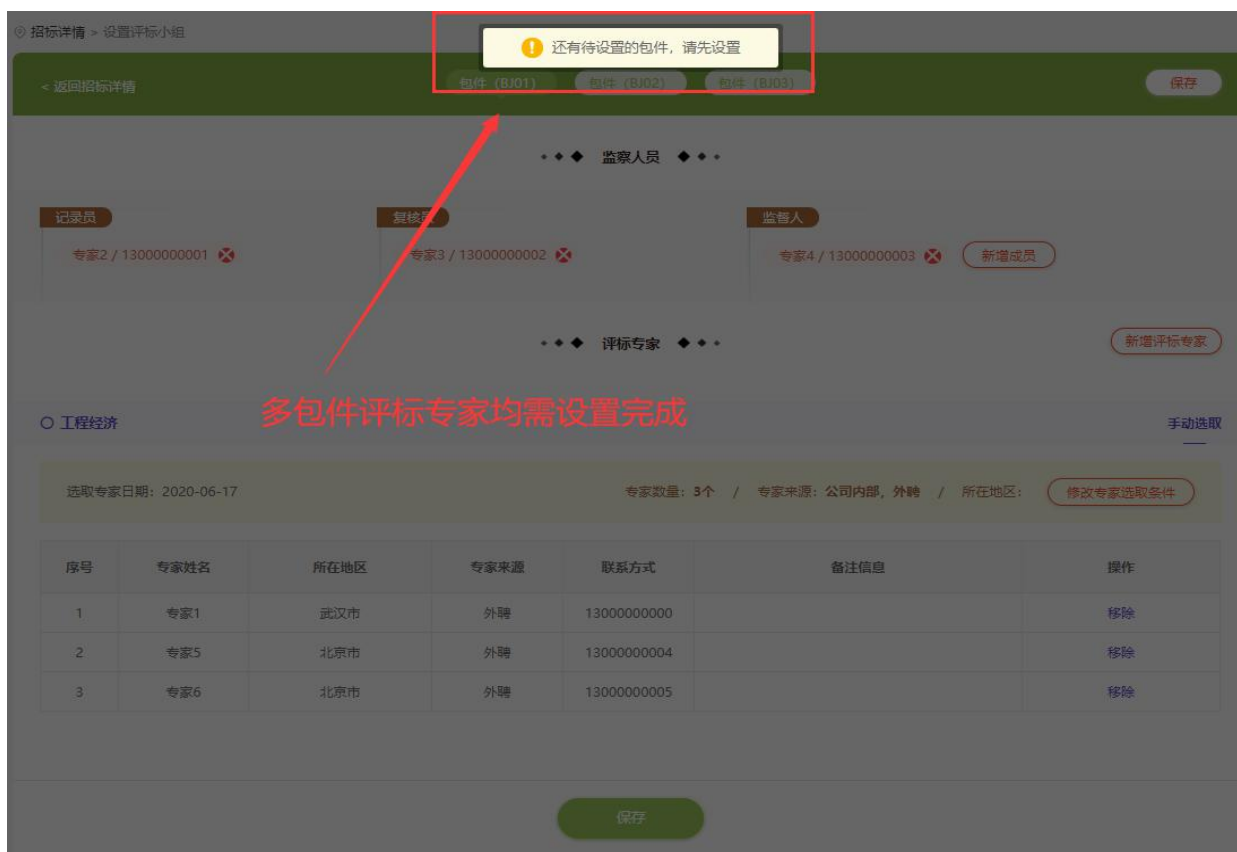 招标详情 > 设置评标小组
还有待设置的包件，请先设置
< 返回招标详情
包件（BJ01） 包件（BJ02） 包件（BJ03）
保存
监察人员
记录员 复核员 监督人
专家2 / 13000000001 专家3 / 13000000002 专家4 / 13000000003 新增成员
评标专家
新增评标专家
多包件评标专家均需设置完成
工程经济 手动选取
选取专家日期：2020-06-17 专家数量：3个 / 专家来源：公司内部，外聘 / 所在地区： 修改专家选取条件
序号 专家姓名 所在地区 专家来源 联系方式 备注信息 操作
1 专家1 武汉市 外聘 13000000000 移除
2 专家5 北京市 外聘 13000000004 移除
3 专家6 北京市 外聘 13000000005 移除
保存